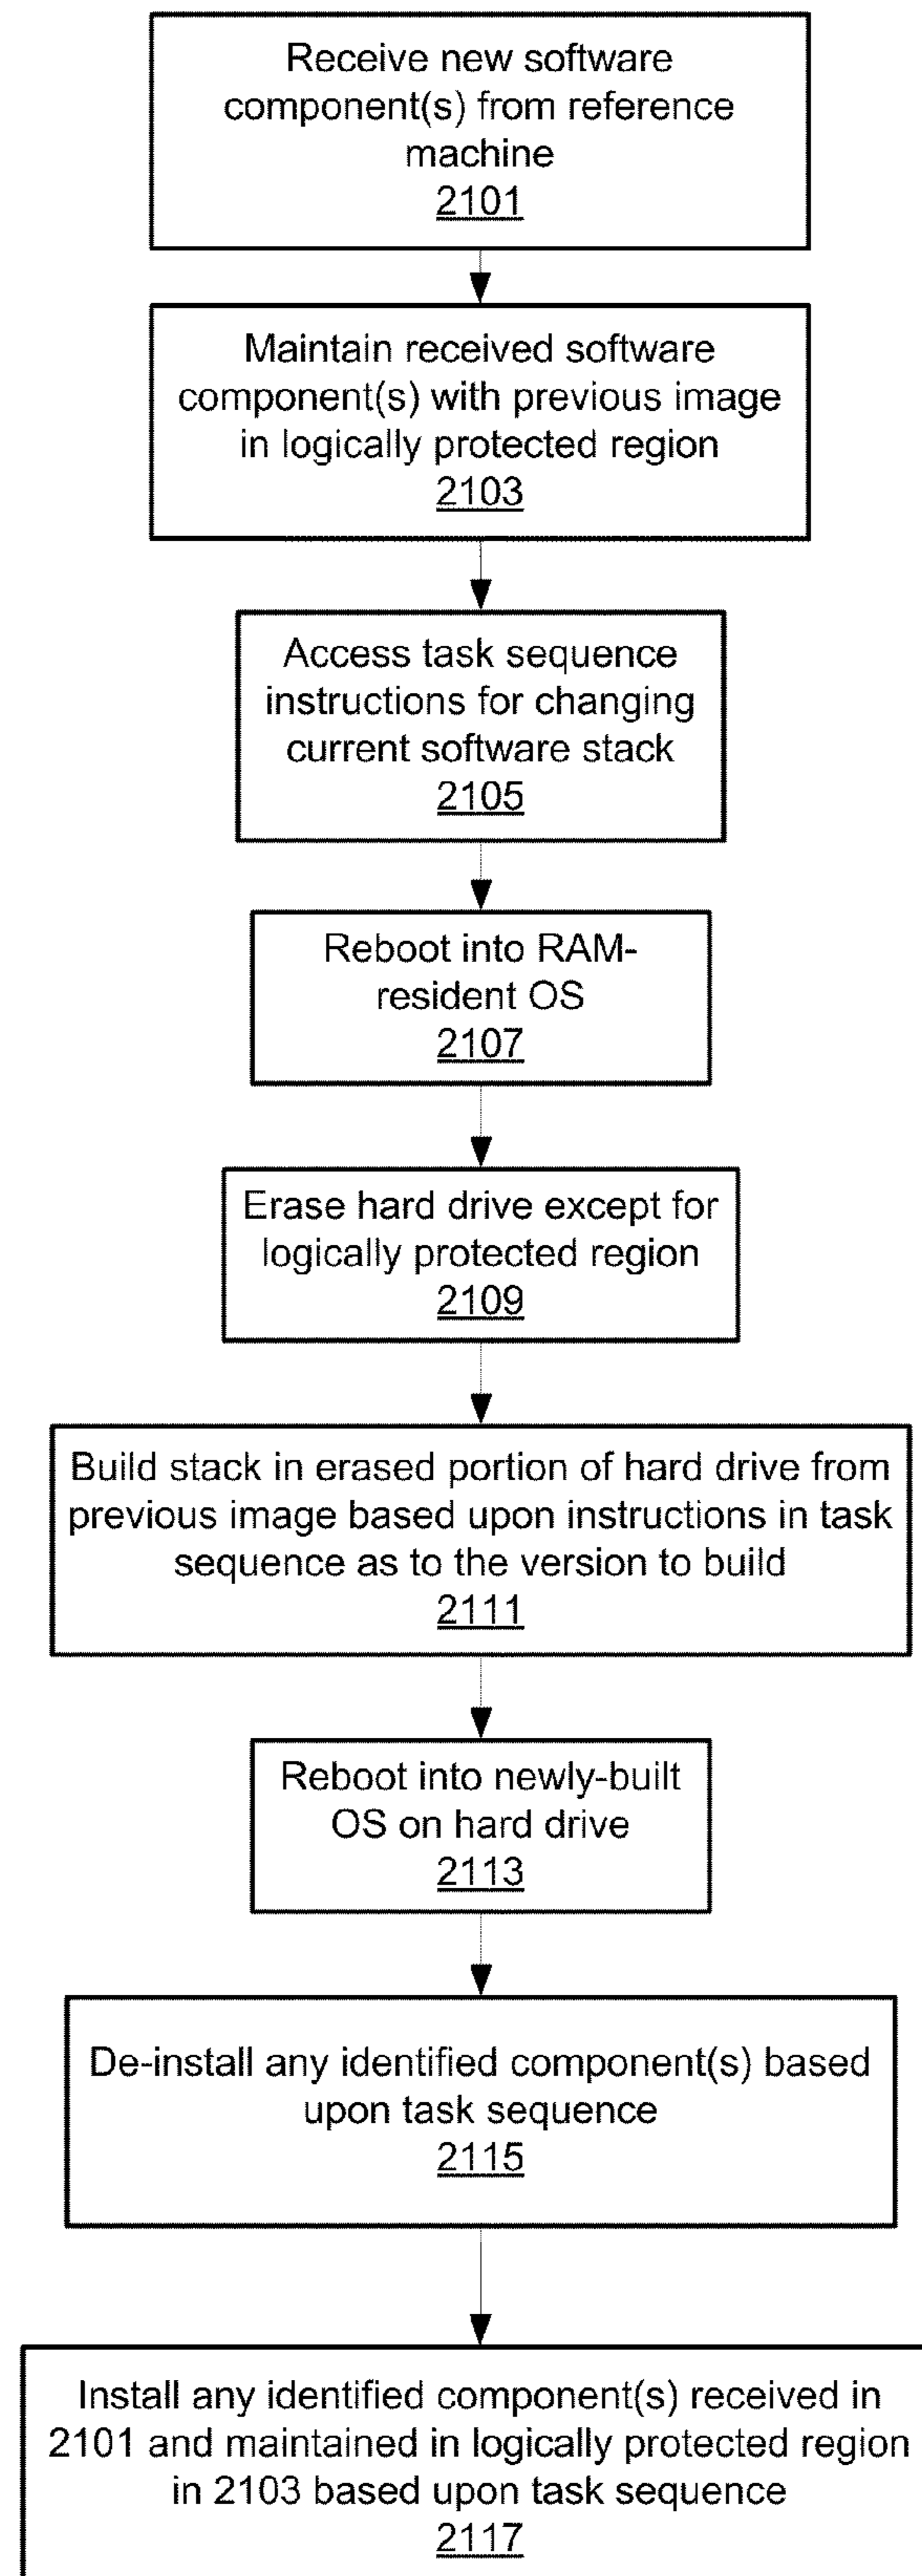 Receive new software
component(s) from reference
machine
2101
Maintain received software
component(s) with previous image
in logically protected region
2103
Access task sequence
instructions for changing
current software stack
2105
Reboot into RAM-
resident OS
2107
Erase hard drive except for
logically protected region
2109
Build stack in erased portion of hard drive from
previous image based upon instructions in task
sequence as to the version to build
2111
Reboot into newly-built
OS on hard drive
2113
De-install any identified component(s) based
upon task sequence
2115
Install any identified component(s) received in
2101 and maintained in logically protected region
in 2103 based upon task sequence
2117